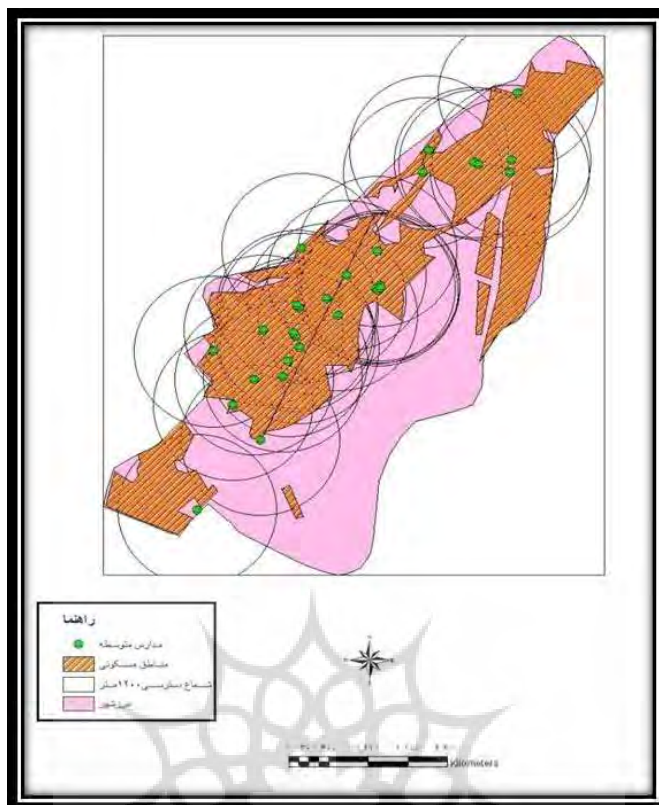 راهنما
مدارس متوسطه
مناطق مسکونی
شعاع دسترسی ۱۲۰۰ متر
kilometers